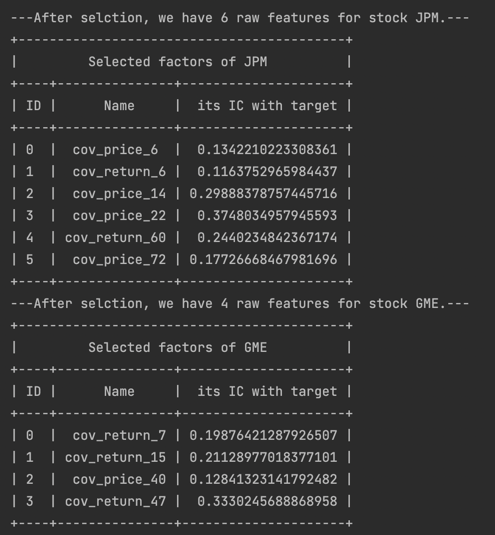 ---After selction, we have 6 raw features for stock JPM.---
+----------------------------------------+
|         Selected factors of JPM         |
+----+---------------+--------------------+
| ID |      Name     |  its IC with target |
+----+---------------+--------------------+
| 0  |  cov_price_6  |  0.1342210223308361 |
| 1  |  cov_return_6 |  0.1163752965984437 |
| 2  |  cov_price_14 | 0.29888378757445716 |
| 3  |  cov_price_22 |  0.3748034957945593 |
| 4  | cov_return_60 |  0.2440234842367174 |
| 5  |  cov_price_72 | 0.17726668467981696 |
+----+---------------+--------------------+
---After selction, we have 4 raw features for stock GME.---
+----------------------------------------+
|         Selected factors of GME         |
+----+---------------+--------------------+
| ID |      Name     |  its IC with target |
+----+---------------+--------------------+
| 0  |  cov_return_7 | 0.19876421287926507 |
| 1  | cov_return_15 | 0.21128977018377101 |
| 2  |  cov_price_40 | 0.12841323141792482 |
| 3  | cov_return_47 |  0.3330245688868958 |
+----+---------------+--------------------+